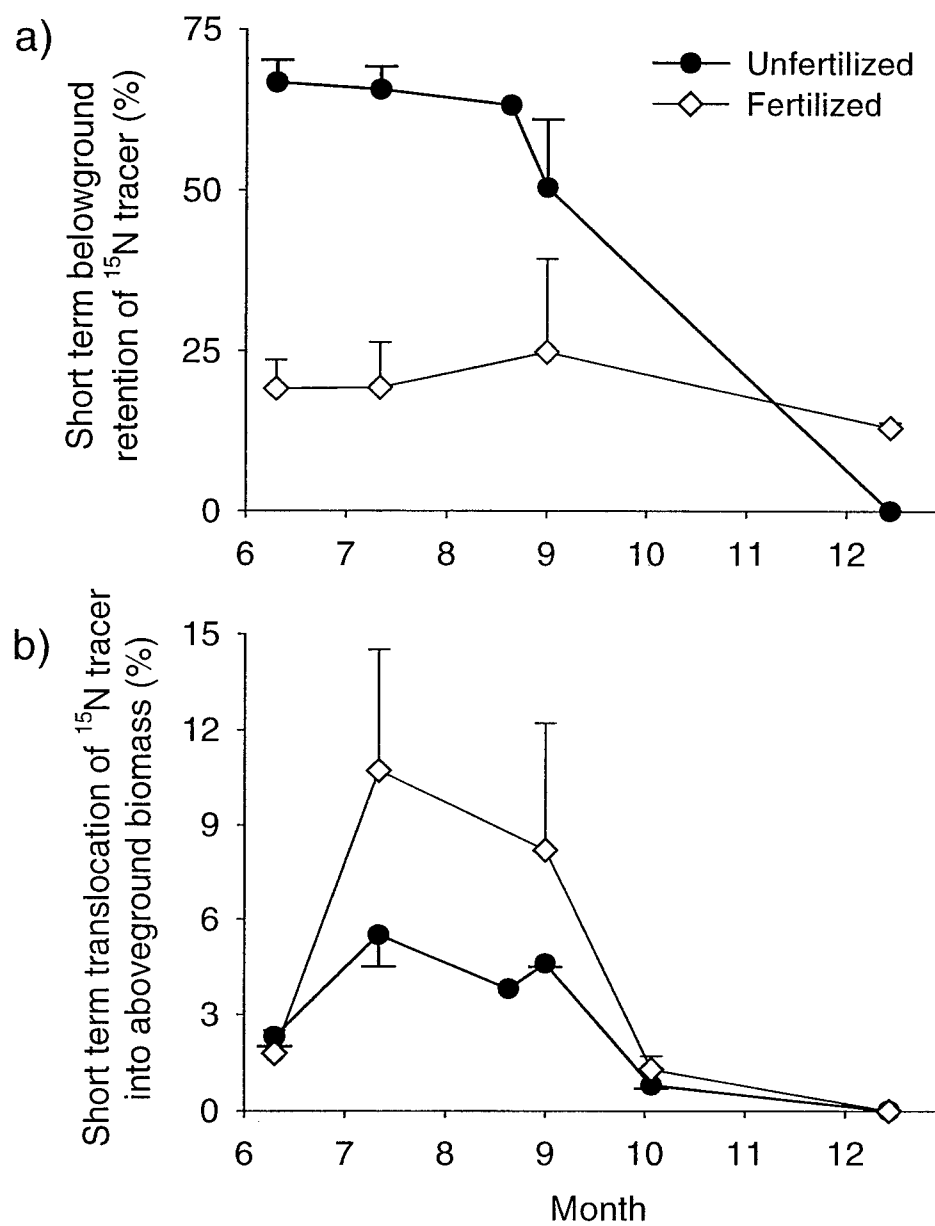 a)
Short term belowground
retention of ¹⁵N tracer (%)
75
50
25
0
Unfertilized
Fertilized
6 7 8 9 10 11 12
b)
Short term translocation of ¹⁵N tracer
into aboveground biomass (%)
15
12
9
6
3
0
6 7 8 9 10 11 12
Month